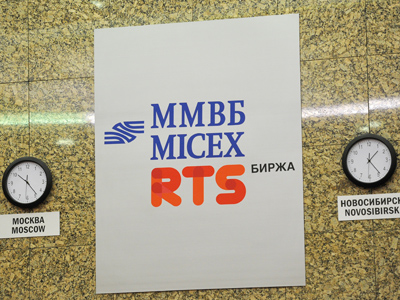 ММВБ
MICEX
RTS БИРЖА
МОСКВА
MOSCOW
НОВОСИБИРСК
NOVOSIBIRSK